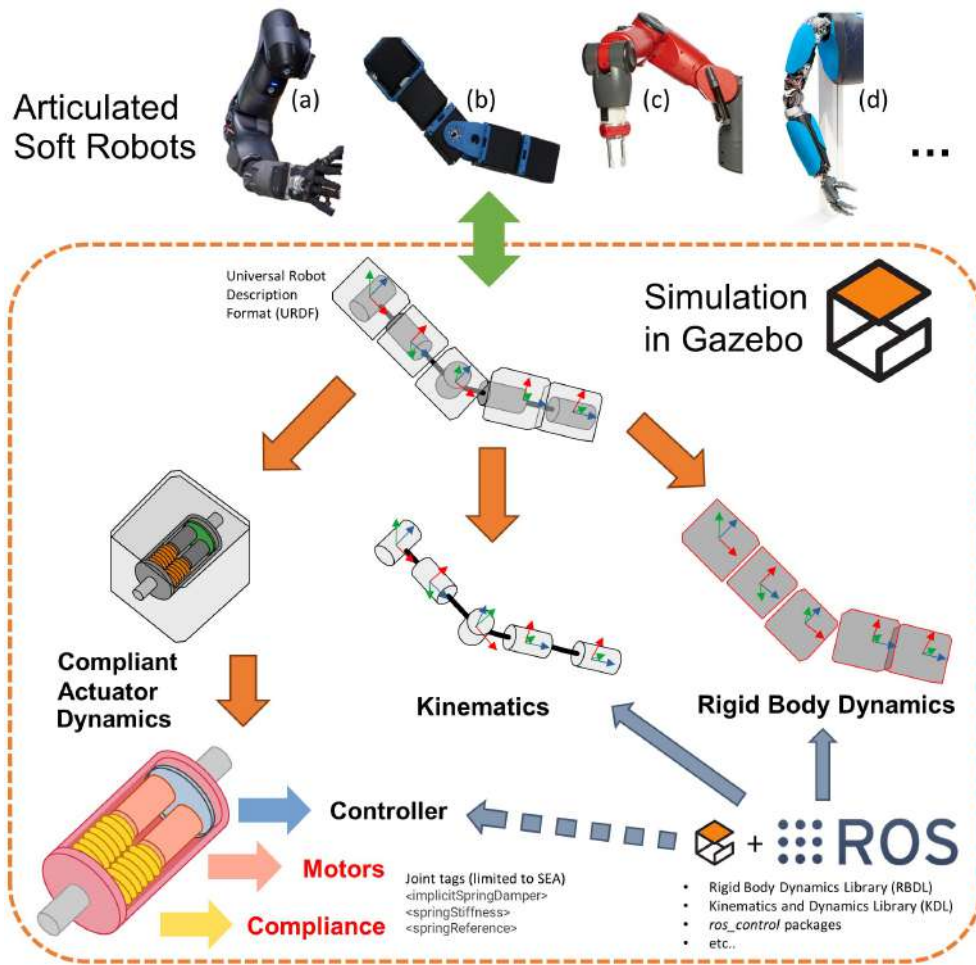 (a)
(b)
(c)
(d)
Articulated
Soft Robots
...
Universal Robot
Description
Format (URDF)
Simulation
in Gazebo
Compliant
Actuator
Dynamics
Kinematics
Rigid Body Dynamics
Controller
+
ROS
Motors
Joint tags (limited to SEA)
<implicitSpringDamper>
<springStiffness>
<springReference>
Compliance
• Rigid Body Dynamics Library (RBDL)
• Kinematics and Dynamics Library (KDL)
• ros_control packages
• etc..